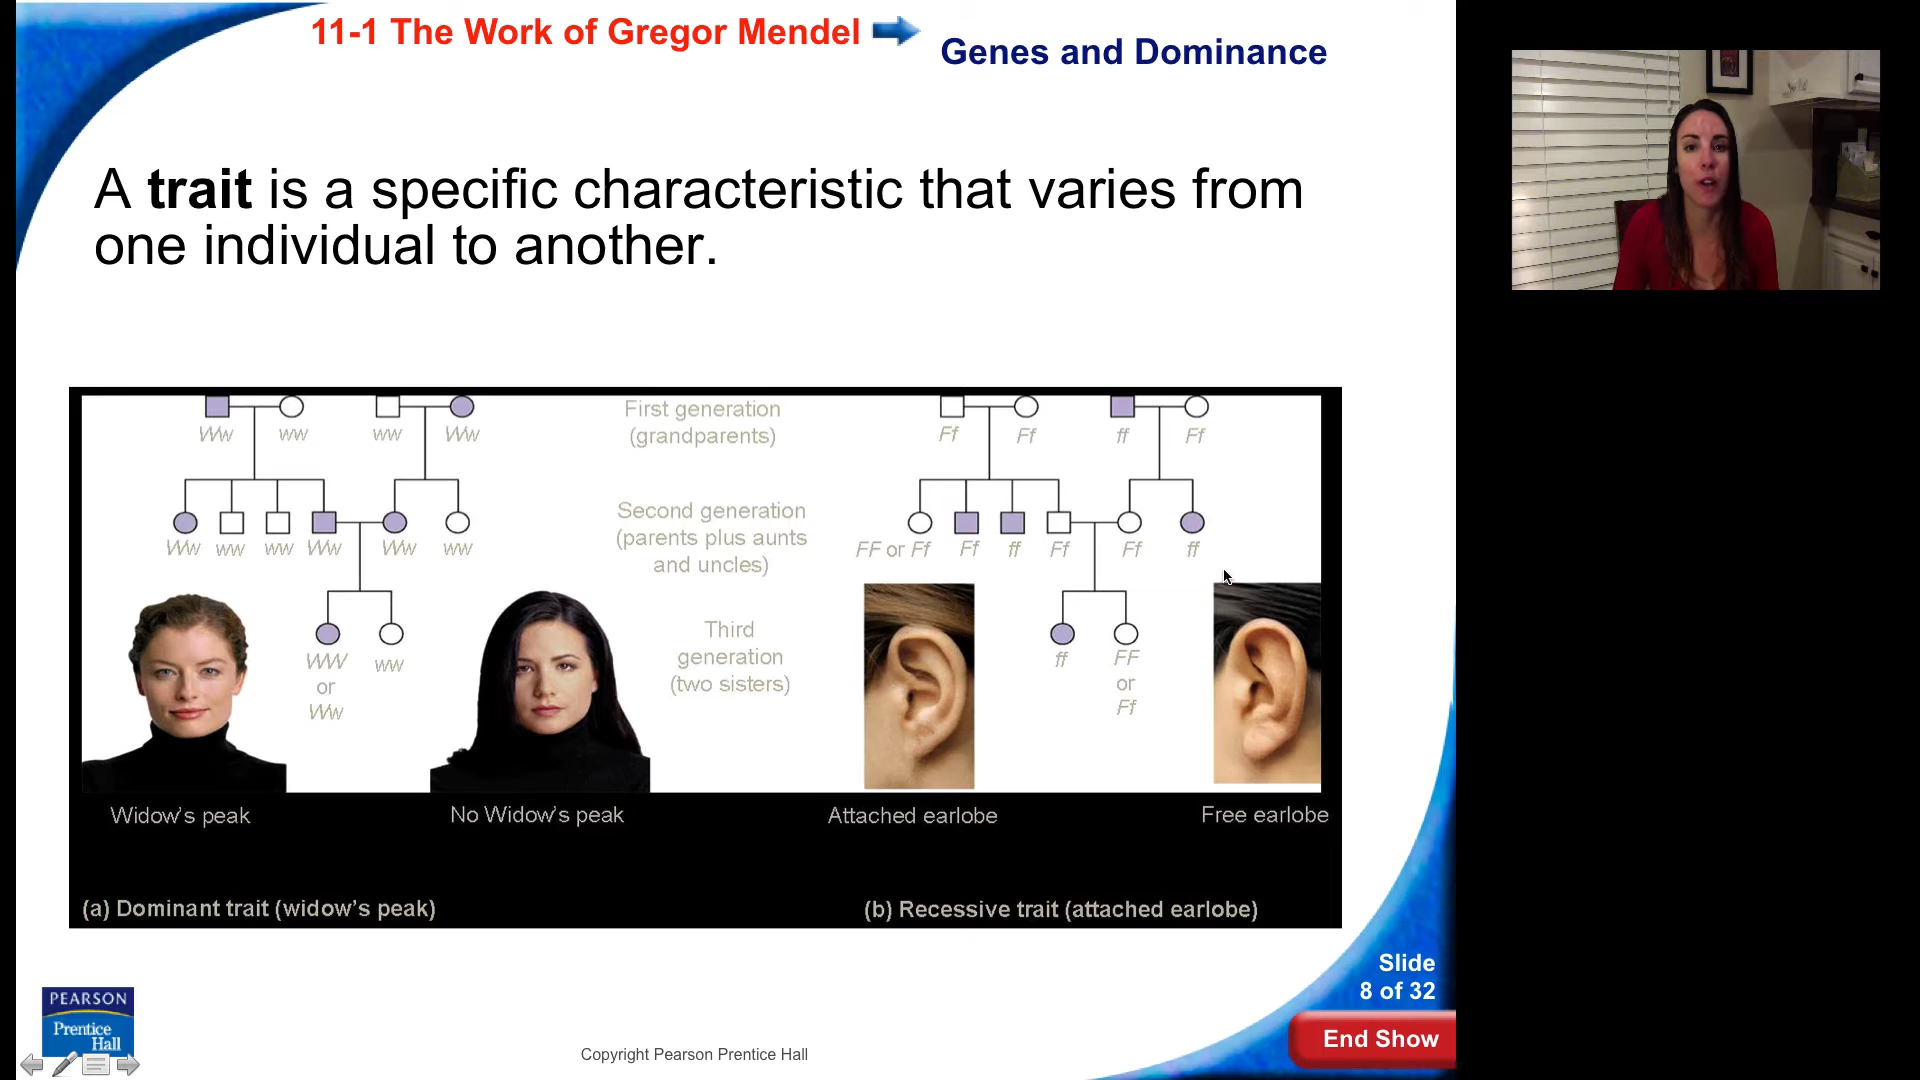 11-1 The Work of Gregor Mendel
Genes and Dominance
A trait is a specific characteristic that varies from
one individual to another.
Ww ww ww Ww
First generation
(grandparents)
Ff Ff ff Ff
Ww ww ww Ww Ww ww
Second generation
(parents plus aunts
and uncles)
FF or Ff Ff ff Ff Ff ff
WW
or
Ww
ww
Third
generation
(two sisters)
ff
FF
or
Ff
Widow's peak
No Widow's peak
Attached earlobe
Free earlobe
(a) Dominant trait (widow's peak)
(b) Recessive trait (attached earlobe)
Slide
8 of 32
End Show
PEARSON
Prentice
Hall
Copyright Pearson Prentice Hall